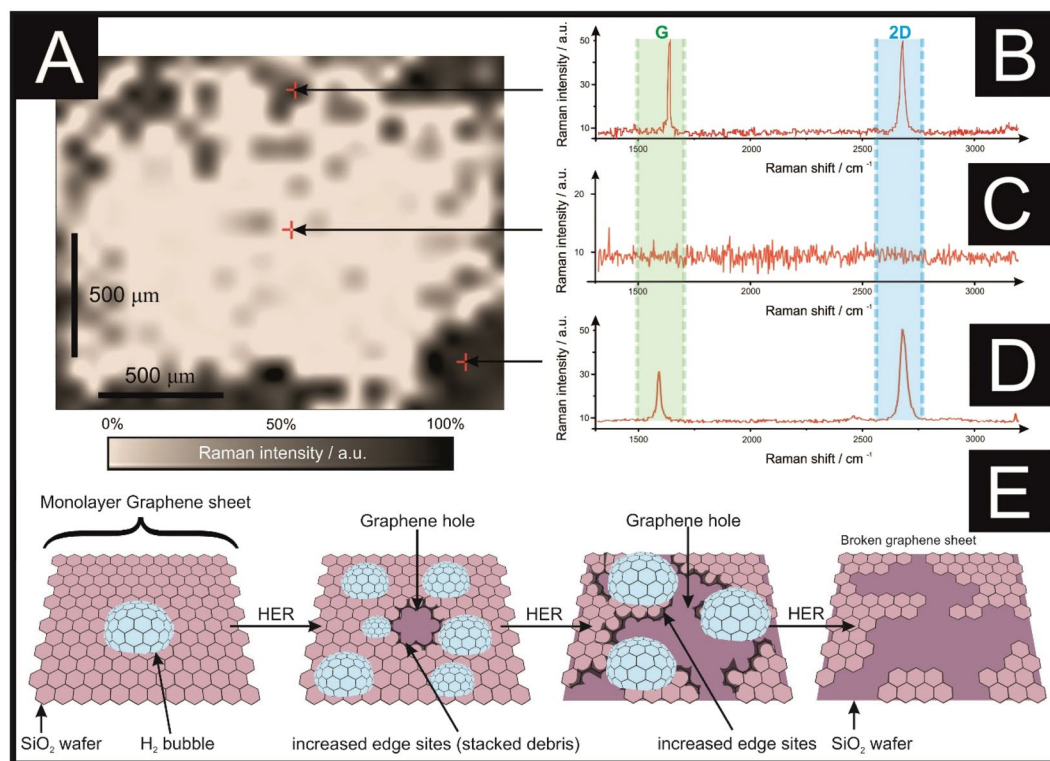 A
500 μm
500 μm
0% 50% 100%
Raman intensity / a.u.
G 2D
B
Raman intensity / a.u.
50
30
10
1500 2000 2500 3000
Raman shift / cm⁻¹
C
Raman intensity / a.u.
20
10
1500 2000 2500 3000
Raman shift / cm⁻¹
D
Raman intensity / a.u.
50
30
10
1500 2000 2500 3000
Raman shift / cm⁻¹
E
Monolayer Graphene sheet
Graphene hole
Graphene hole
Broken graphene sheet
HER
HER
HER
SiO₂ wafer
H₂ bubble
increased edge sites (stacked debris)
increased edge sites
SiO₂ wafer